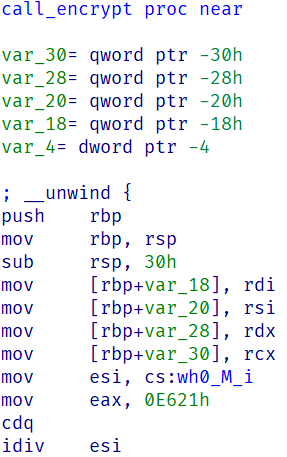 call_encrypt proc near
var_30= qword ptr -30h
var_28= qword ptr -28h
var_20= qword ptr -20h
var_18= qword ptr -18h
var_4= dword ptr -4
; __unwind {
push rbp
mov rbp, rsp
sub rsp, 30h
mov [rbp+var_18], rdi
mov [rbp+var_20], rsi
mov [rbp+var_28], rdx
mov [rbp+var_30], rcx
mov esi, cs:wh0_M_i
mov eax, 0E621h
cdq
idiv esi